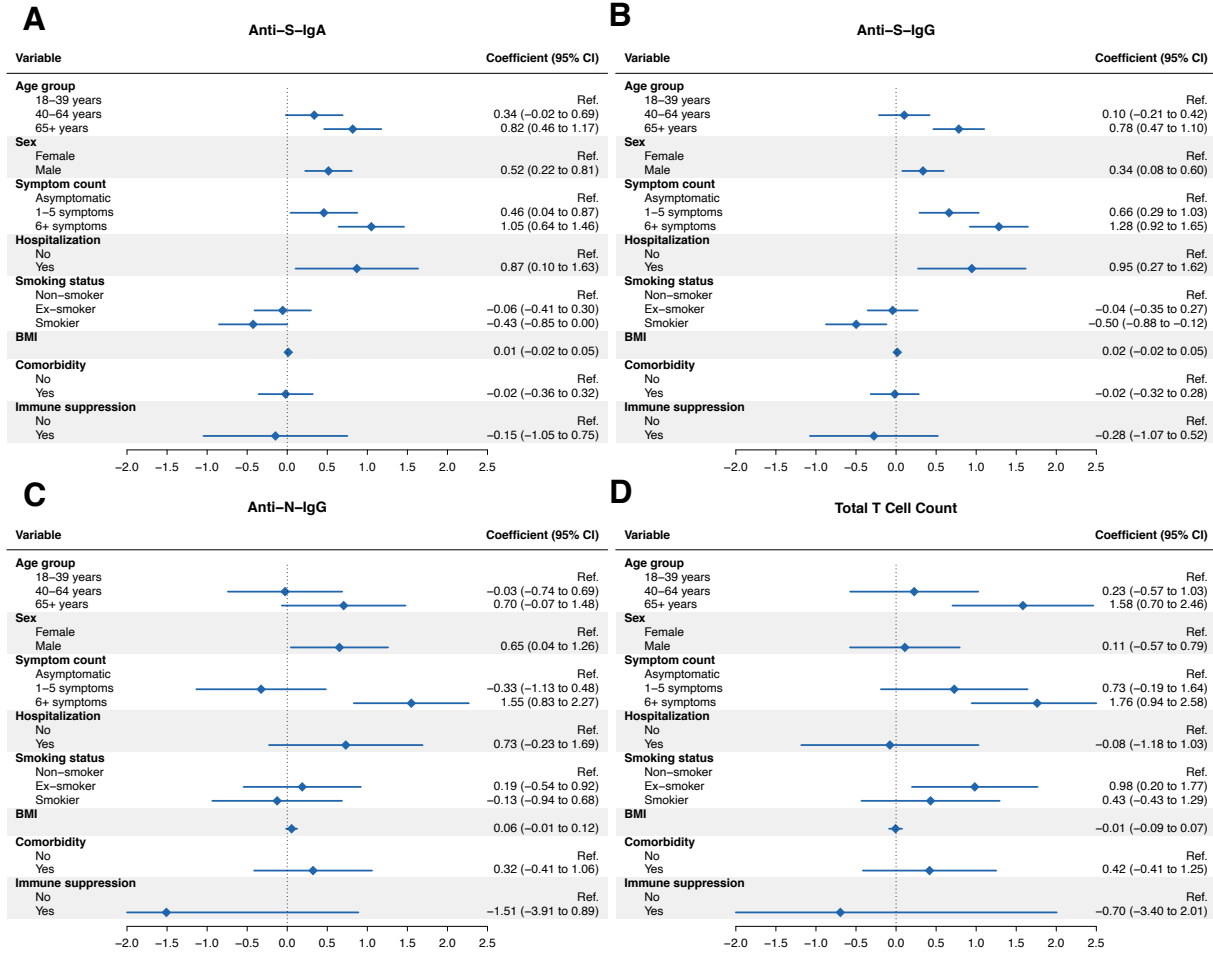 A
Anti–S–IgA
Variable Coefficient (95% CI)
Age group
18–39 years Ref.
40–64 years 0.34 (−0.02 to 0.69)
65+ years 0.82 (0.46 to 1.17)
Sex
Female Ref.
Male 0.52 (0.22 to 0.81)
Symptom count
Asymptomatic Ref.
1–5 symptoms 0.46 (0.04 to 0.87)
6+ symptoms 1.05 (0.64 to 1.46)
Hospitalization
No Ref.
Yes 0.87 (0.10 to 1.63)
Smoking status
Non–smoker Ref.
Ex–smoker −0.06 (−0.41 to 0.30)
Smokier −0.43 (−0.85 to 0.00)
BMI
0.01 (−0.02 to 0.05)
Comorbidity
No Ref.
Yes −0.02 (−0.36 to 0.32)
Immune suppression
No Ref.
Yes −0.15 (−1.05 to 0.75)
−2.0 −1.5 −1.0 −0.5 0.0 0.5 1.0 1.5 2.0 2.5
B
Anti–S–IgG
Variable Coefficient (95% CI)
Age group
18–39 years Ref.
40–64 years 0.10 (−0.21 to 0.42)
65+ years 0.78 (0.47 to 1.10)
Sex
Female Ref.
Male 0.34 (0.08 to 0.60)
Symptom count
Asymptomatic Ref.
1–5 symptoms 0.66 (0.29 to 1.03)
6+ symptoms 1.28 (0.92 to 1.65)
Hospitalization
No Ref.
Yes 0.95 (0.27 to 1.62)
Smoking status
Non–smoker Ref.
Ex–smoker −0.04 (−0.35 to 0.27)
Smokier −0.50 (−0.88 to −0.12)
BMI
0.02 (−0.02 to 0.05)
Comorbidity
No Ref.
Yes −0.02 (−0.32 to 0.28)
Immune suppression
No Ref.
Yes −0.28 (−1.07 to 0.52)
−2.0 −1.5 −1.0 −0.5 0.0 0.5 1.0 1.5 2.0 2.5
C
Anti–N–IgG
Variable Coefficient (95% CI)
Age group
18–39 years Ref.
40–64 years −0.03 (−0.74 to 0.69)
65+ years 0.70 (−0.07 to 1.48)
Sex
Female Ref.
Male 0.65 (0.04 to 1.26)
Symptom count
Asymptomatic Ref.
1–5 symptoms −0.33 (−1.13 to 0.48)
6+ symptoms 1.55 (0.83 to 2.27)
Hospitalization
No Ref.
Yes 0.73 (−0.23 to 1.69)
Smoking status
Non–smoker Ref.
Ex–smoker 0.19 (−0.54 to 0.92)
Smokier −0.13 (−0.94 to 0.68)
BMI
0.06 (−0.01 to 0.12)
Comorbidity
No Ref.
Yes 0.32 (−0.41 to 1.06)
Immune suppression
No Ref.
Yes −1.51 (−3.91 to 0.89)
−2.0 −1.5 −1.0 −0.5 0.0 0.5 1.0 1.5 2.0 2.5
D
Total T Cell Count
Variable Coefficient (95% CI)
Age group
18–39 years Ref.
40–64 years 0.23 (−0.57 to 1.03)
65+ years 1.58 (0.70 to 2.46)
Sex
Female Ref.
Male 0.11 (−0.57 to 0.79)
Symptom count
Asymptomatic Ref.
1–5 symptoms 0.73 (−0.19 to 1.64)
6+ symptoms 1.76 (0.94 to 2.58)
Hospitalization
No Ref.
Yes −0.08 (−1.18 to 1.03)
Smoking status
Non–smoker Ref.
Ex–smoker 0.98 (0.20 to 1.77)
Smokier 0.43 (−0.43 to 1.29)
BMI
−0.01 (−0.09 to 0.07)
Comorbidity
No Ref.
Yes 0.42 (−0.41 to 1.25)
Immune suppression
No Ref.
Yes −0.70 (−3.40 to 2.01)
−2.0 −1.5 −1.0 −0.5 0.0 0.5 1.0 1.5 2.0 2.5